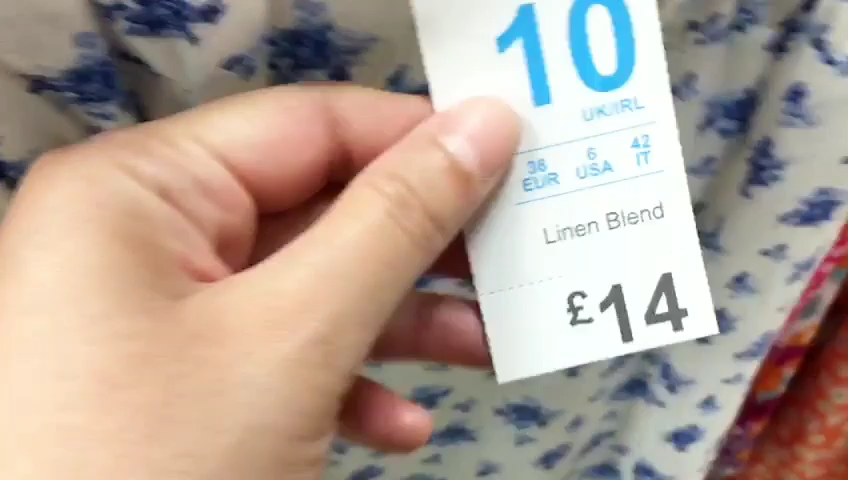 10
UK/IRL
38 6 42
EUR USA IT
Linen Blend
£14